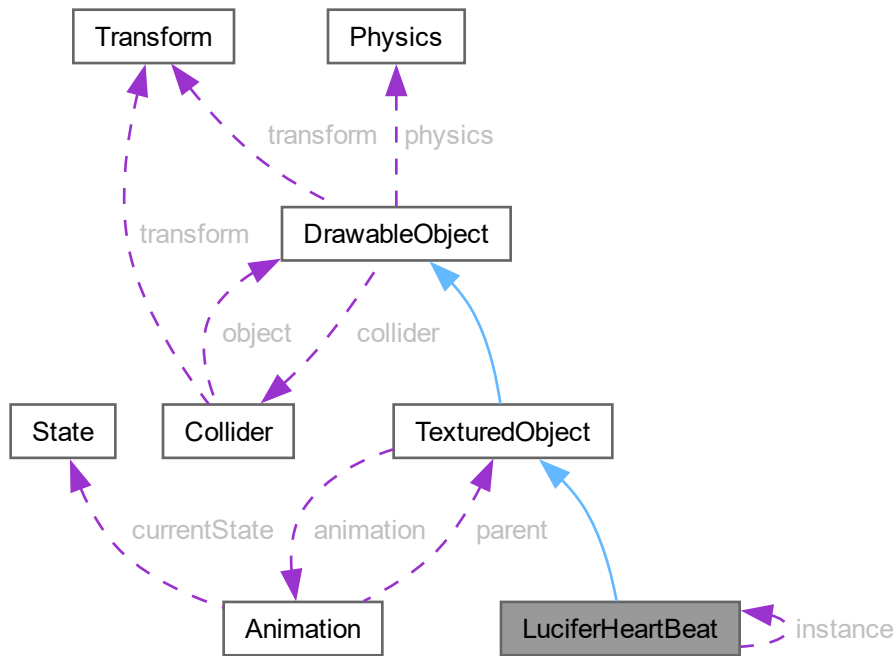 Transform
Physics
transform
physics
DrawableObject
transform
object
collider
State
Collider
TexturedObject
currentState
animation
parent
Animation
LuciferHeartBeat
instance